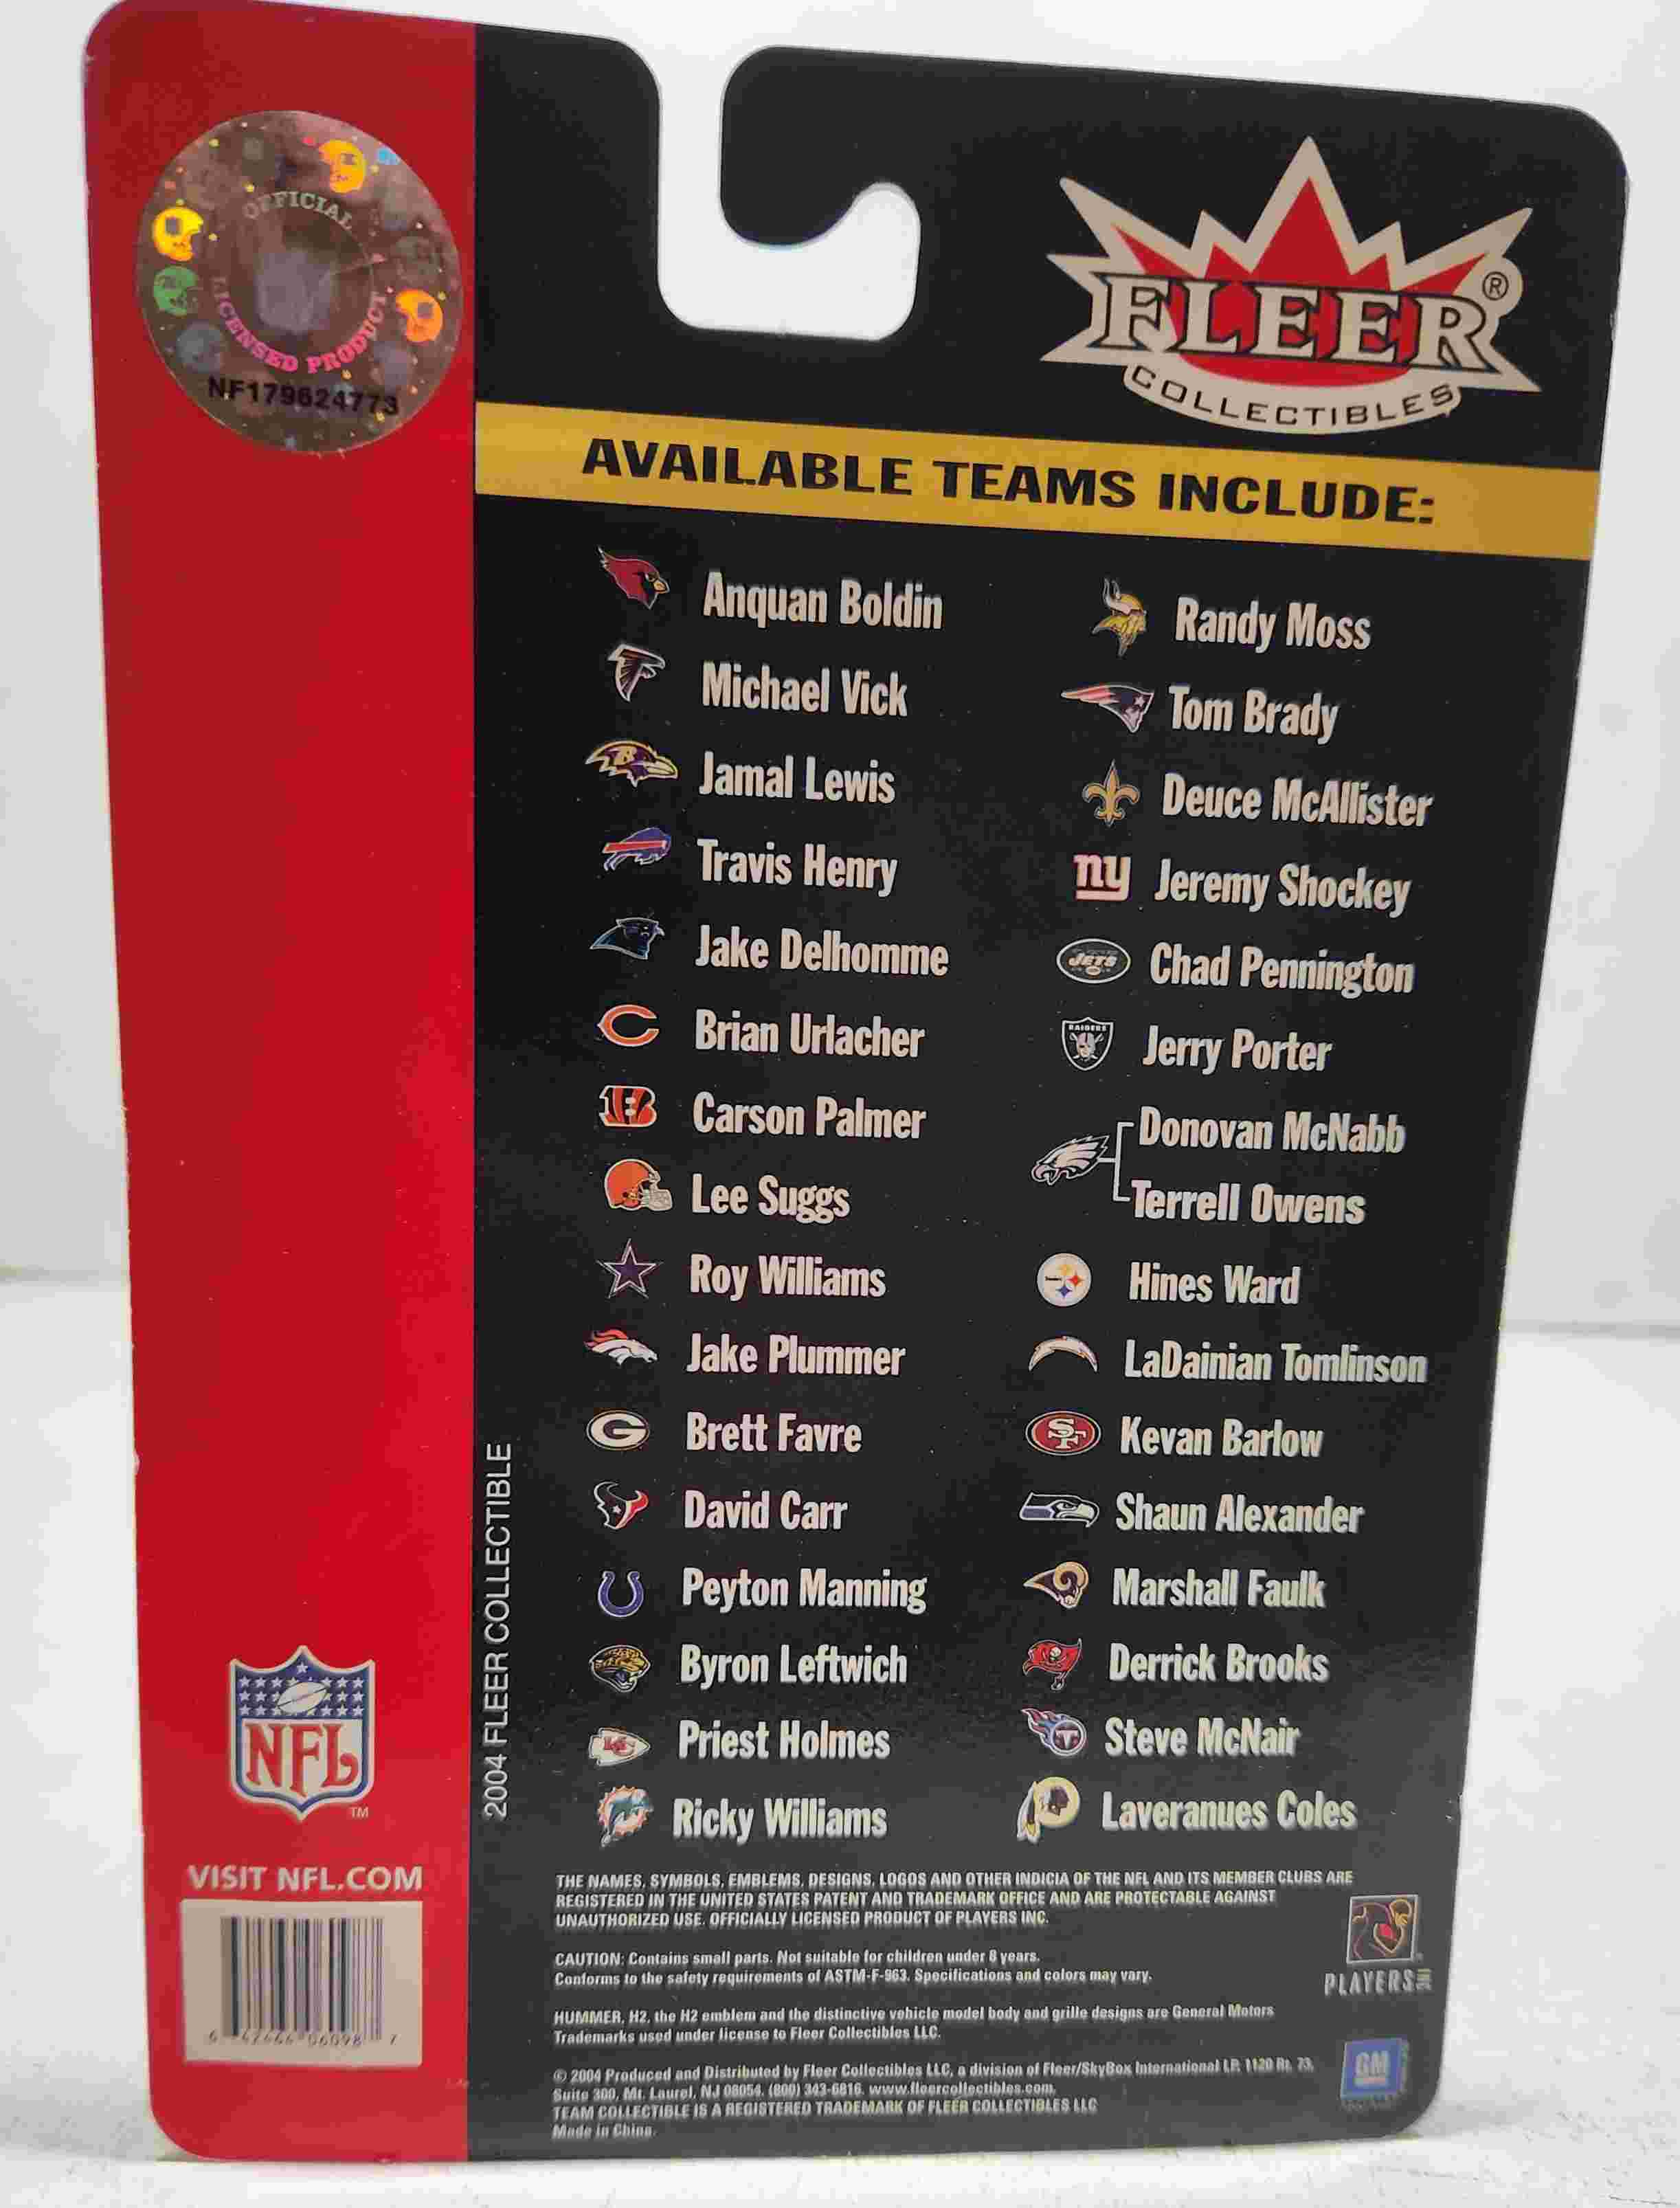 OFFICIAL
LICENSED PRODUCT
NF179624773
FLEER®
COLLECTIBLES
AVAILABLE TEAMS INCLUDE:
Anquan Boldin
Michael Vick
Jamal Lewis
Travis Henry
Jake Delhomme
Brian Urlacher
Carson Palmer
Lee Suggs
Roy Williams
Jake Plummer
Brett Favre
David Carr
Peyton Manning
Byron Leftwich
Priest Holmes
Ricky Williams
Randy Moss
Tom Brady
Deuce McAllister
ny
Jeremy Shockey
JETS
Chad Pennington
RAIDERS
Jerry Porter
Donovan McNabb
Terrell Owens
Hines Ward
LaDainian Tomlinson
SF
Kevan Barlow
Shaun Alexander
Marshall Faulk
Derrick Brooks
Steve McNair
Laveranues Coles
2004 FLEER COLLECTIBLE
NFL
TM
VISIT NFL.COM
THE NAMES, SYMBOLS, EMBLEMS, DESIGNS, LOGOS AND OTHER INDICIA OF THE NFL AND ITS MEMBER CLUBS ARE
REGISTERED IN THE UNITED STATES PATENT AND TRADEMARK OFFICE AND ARE PROTECTABLE AGAINST
UNAUTHORIZED USE. OFFICIALLY LICENSED PRODUCT OF PLAYERS INC.
CAUTION: Contains small parts. Not suitable for children under 8 years.
Conforms to the safety requirements of ASTM-F-963. Specifications and colors may vary.
HUMMER, H2, the H2 emblem and the distinctive vehicle model body and grille designs are General Motors
Trademarks used under license to Fleer Collectibles LLC.
© 2004 Produced and Distributed by Fleer Collectibles LLC, a division of Fleer/SkyBox International LP, 1120 Rt. 73,
Suite 300, Mt. Laurel, NJ 08054. (800) 343-6816. www.fleercollectibles.com.
TEAM COLLECTIBLE IS A REGISTERED TRADEMARK OF FLEER COLLECTIBLES LLC
Made in China.
PLAYERS INC
GM